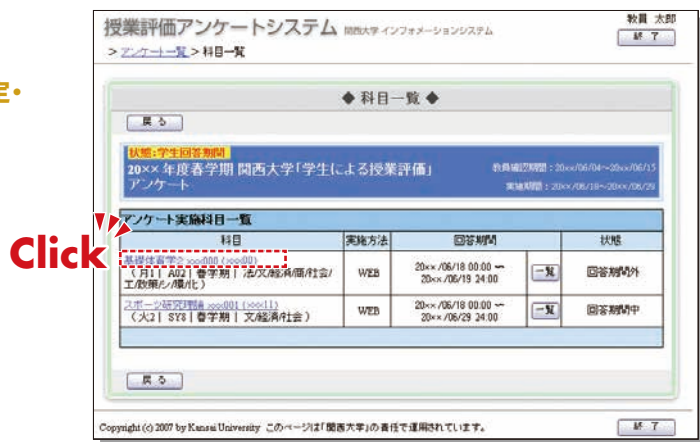 授業評価アンケートシステム 関西大学インフォメーションシステム
教員 太郎
終 了
> アンケート一覧 > 科目一覧
定・
◆ 科目一覧 ◆
戻 る
状態:学生回答期間
20××年度春学期 関西大学「学生による授業評価」
アンケート
教員確認期間:20××/06/04～20××/06/15
実施期間:20××/06/18～20××/06/29
アンケート実施科目一覧
科目 実施方法 回答期間 状態
Click
基礎体育学2 xxx000 (xxx00)
( 月1 | A02 | 春学期 | 法/文/経済/商/社会/
工/政策/シ/環/化 )
WEB
20××/06/18 00:00 ～
20××/06/19 24:00
一覧
回答期間外
スポーツ研究理論 xxx001 (xxx11)
( 火2 | SY8 | 春学期 | 文/経済/社会 )
WEB
20××/06/18 00:00 ～
20××/06/19 24:00
一覧
回答期間中
戻 る
Copyright (c) 2007 by Kansai University このページは「関西大学」の責任で運用されています。
終 了